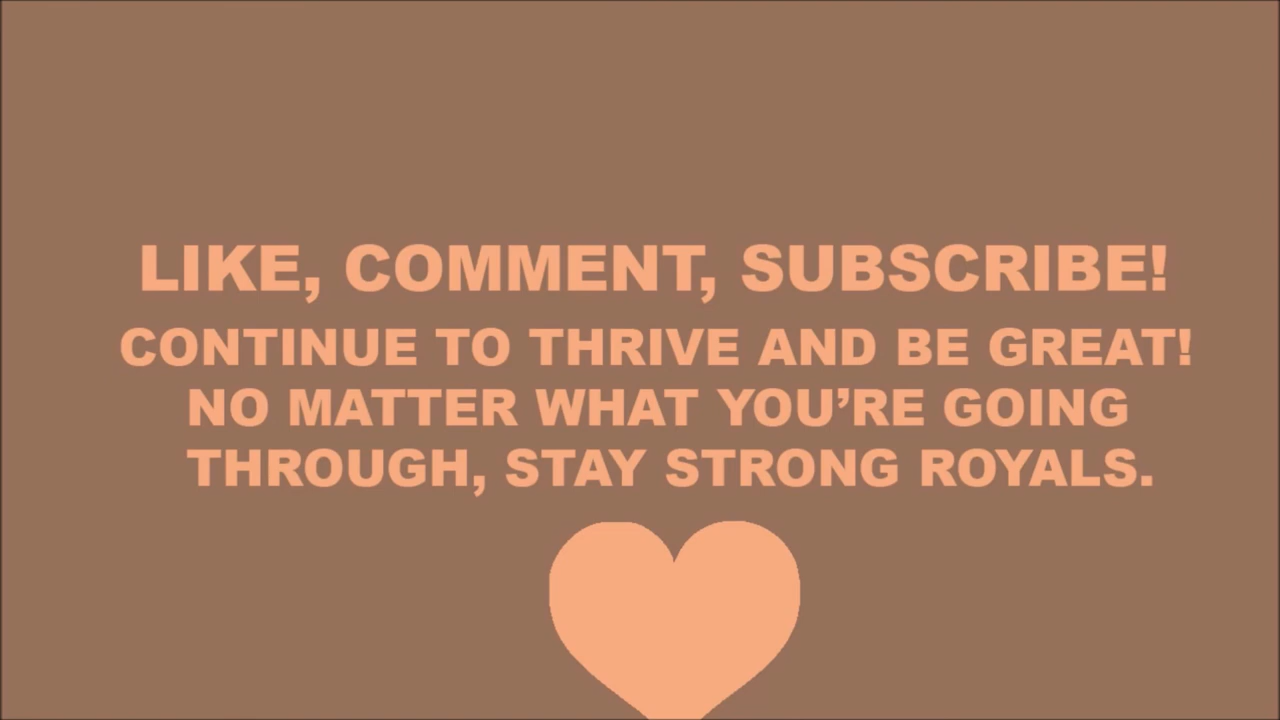 LIKE, COMMENT, SUBSCRIBE!
CONTINUE TO THRIVE AND BE GREAT!
NO MATTER WHAT YOU’RE GOING
THROUGH, STAY STRONG ROYALS.